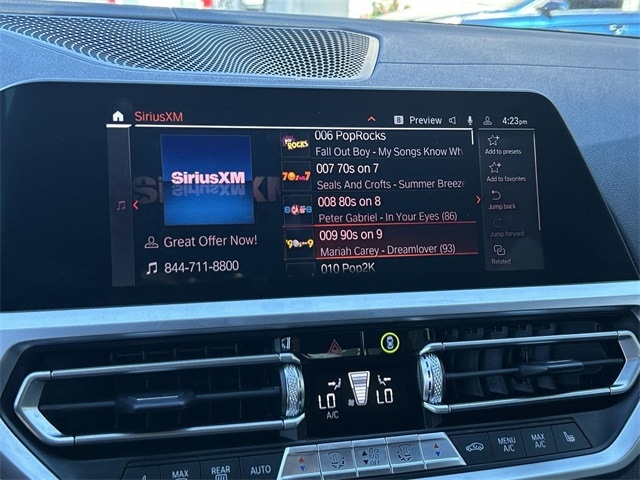 SiriusXM
B Preview 4:23pm
SiriusXM
Great Offer Now!
844-711-8800
006 PopRocks
Fall Out Boy - My Songs Know Wh
007 70s on 7
Seals And Crofts - Summer Breeze
008 80s on 8
Peter Gabriel - In Your Eyes (86)
009 90s on 9
Mariah Carey - Dreamlover (93)
010 Pop2K
Add to presets
Add to favorites
Jump back
Jump forward
Related
LO
A/C
LO
MAX
REAR
AUTO
ON
OFF
MENU
A/C
MAX
A/C